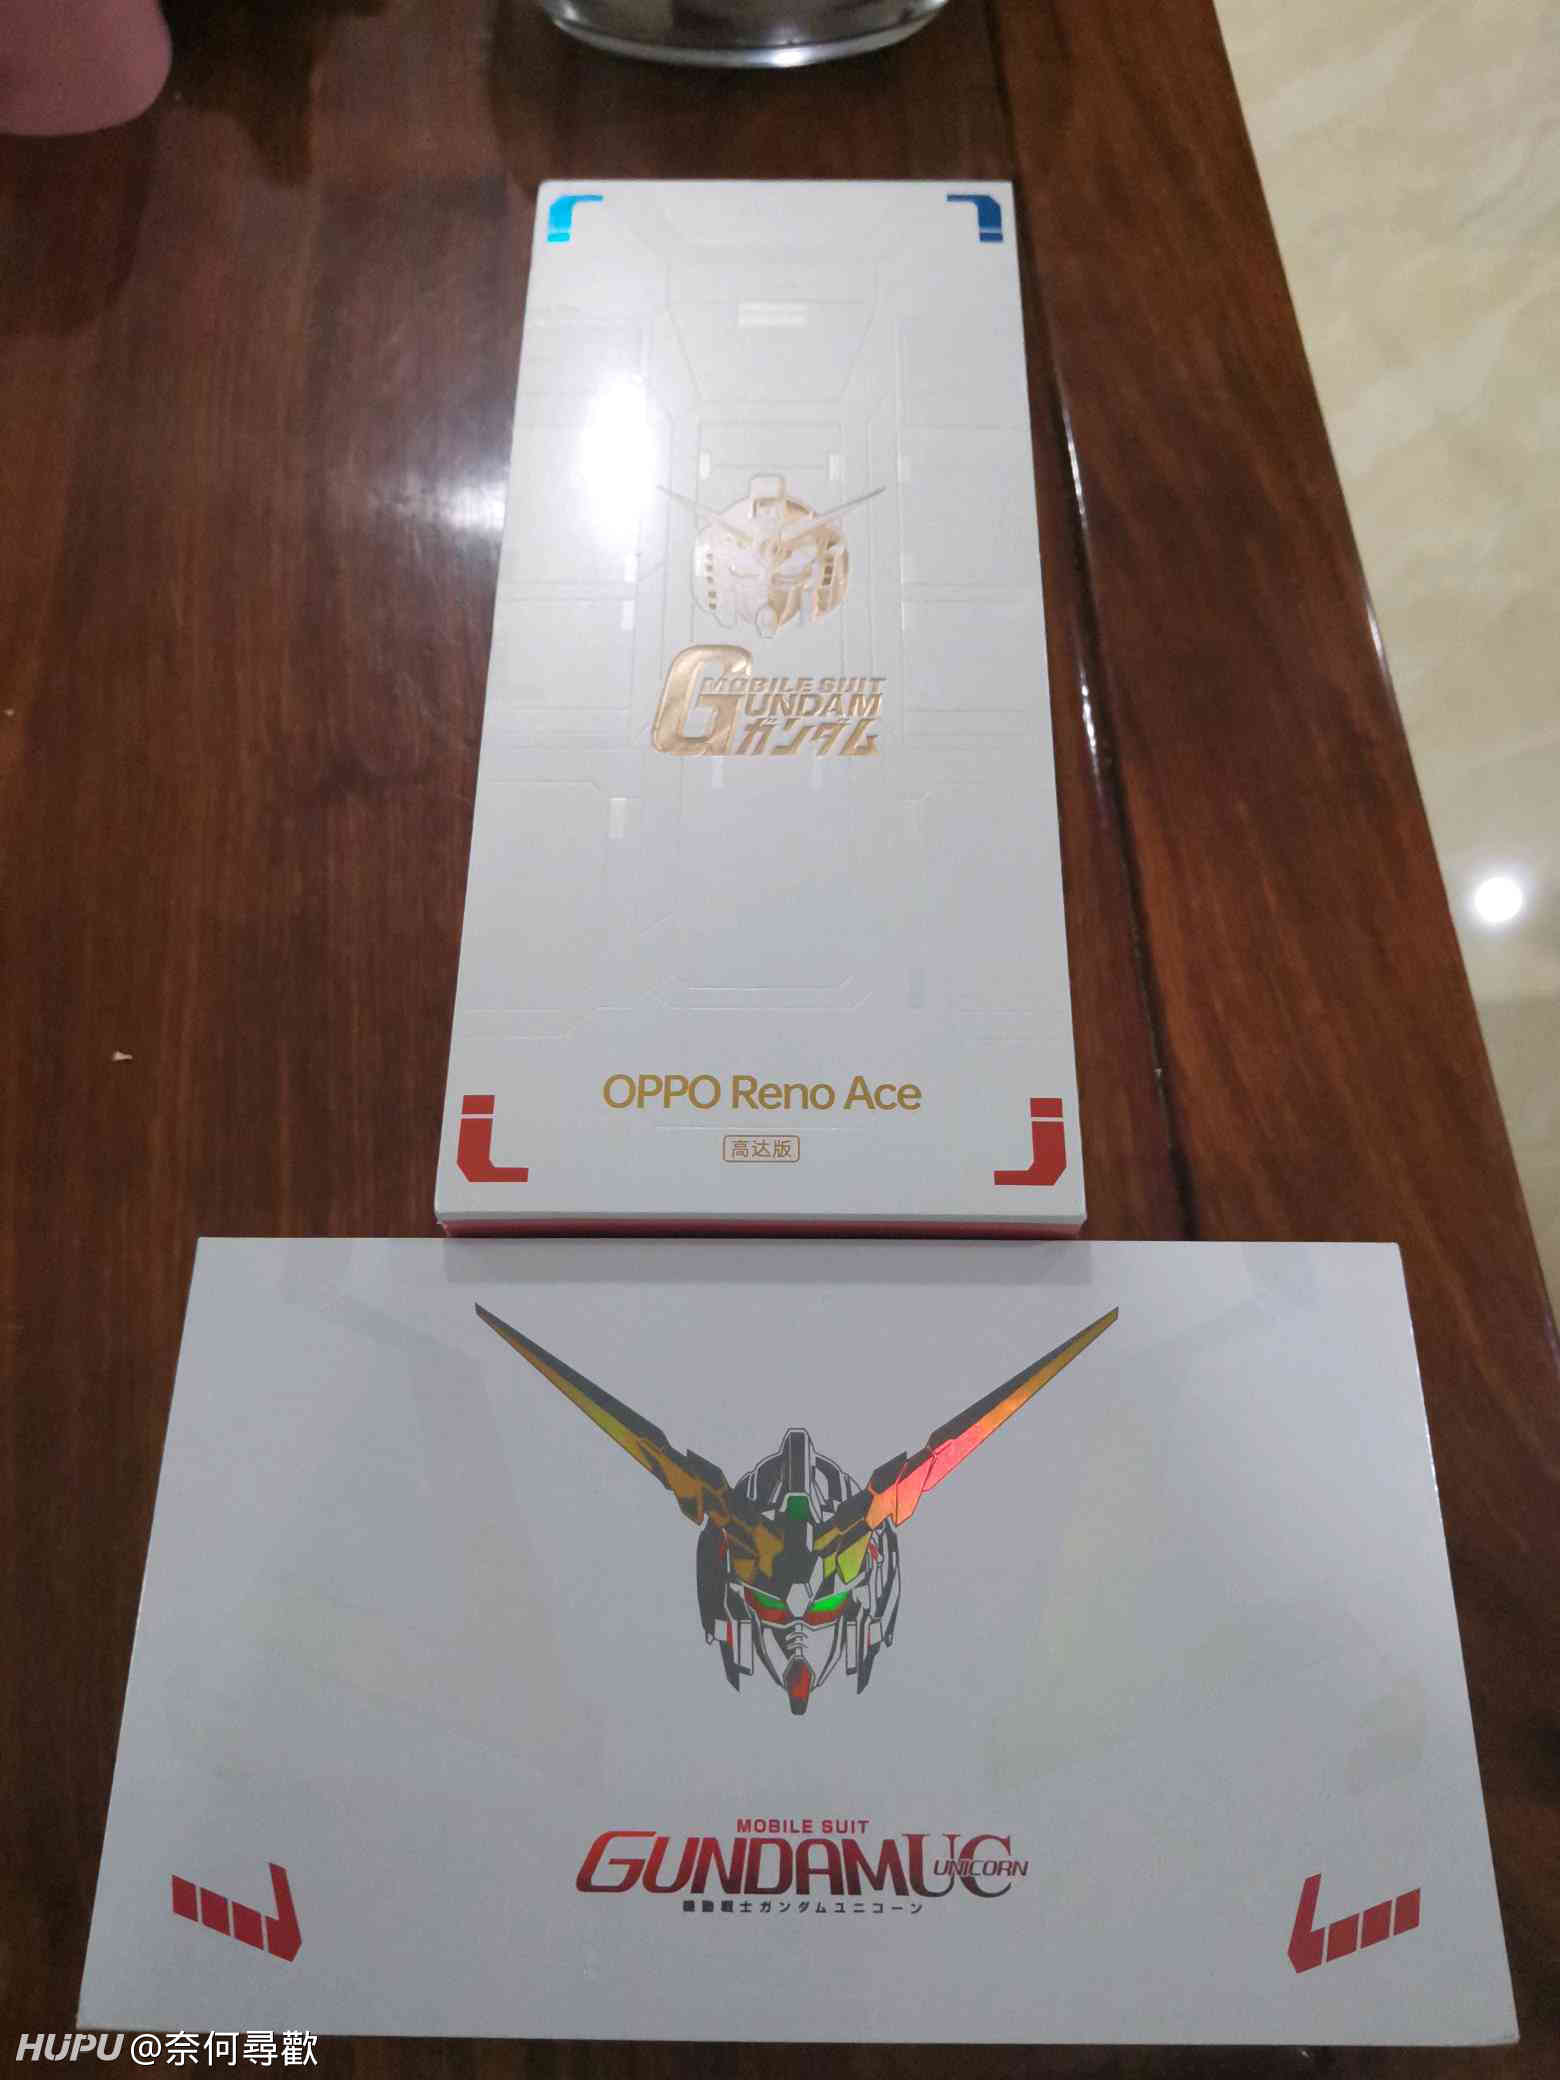 MOBILE SUIT
GUNDAM
ガンダム
OPPO Reno Ace
高达版
MOBILE SUIT
GUNDAM UC
UNICORN
機動戦士ガンダムユニコーン
HUPU @奈何尋歡